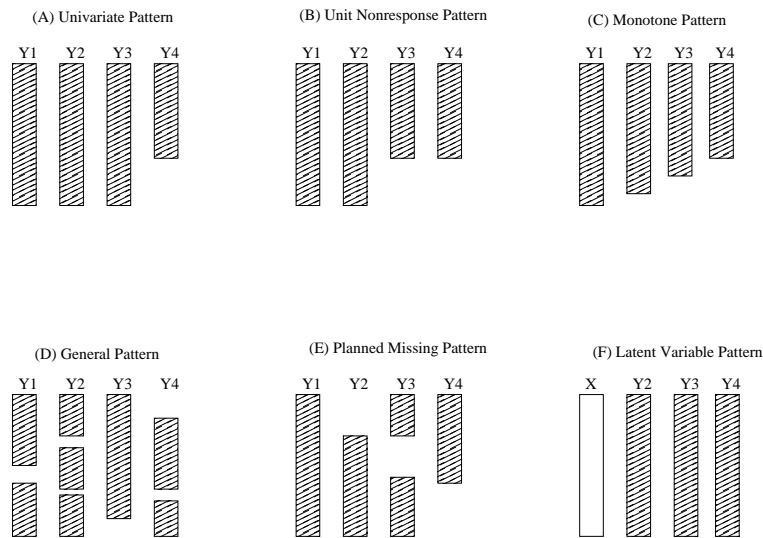 (A) Univariate Pattern
Y1 Y2 Y3 Y4
(B) Unit Nonresponse Pattern
Y1 Y2 Y3 Y4
(C) Monotone Pattern
Y1 Y2 Y3 Y4
(D) General Pattern
Y1 Y2 Y3 Y4
(E) Planned Missing Pattern
Y1 Y2 Y3 Y4
(F) Latent Variable Pattern
X Y2 Y3 Y4